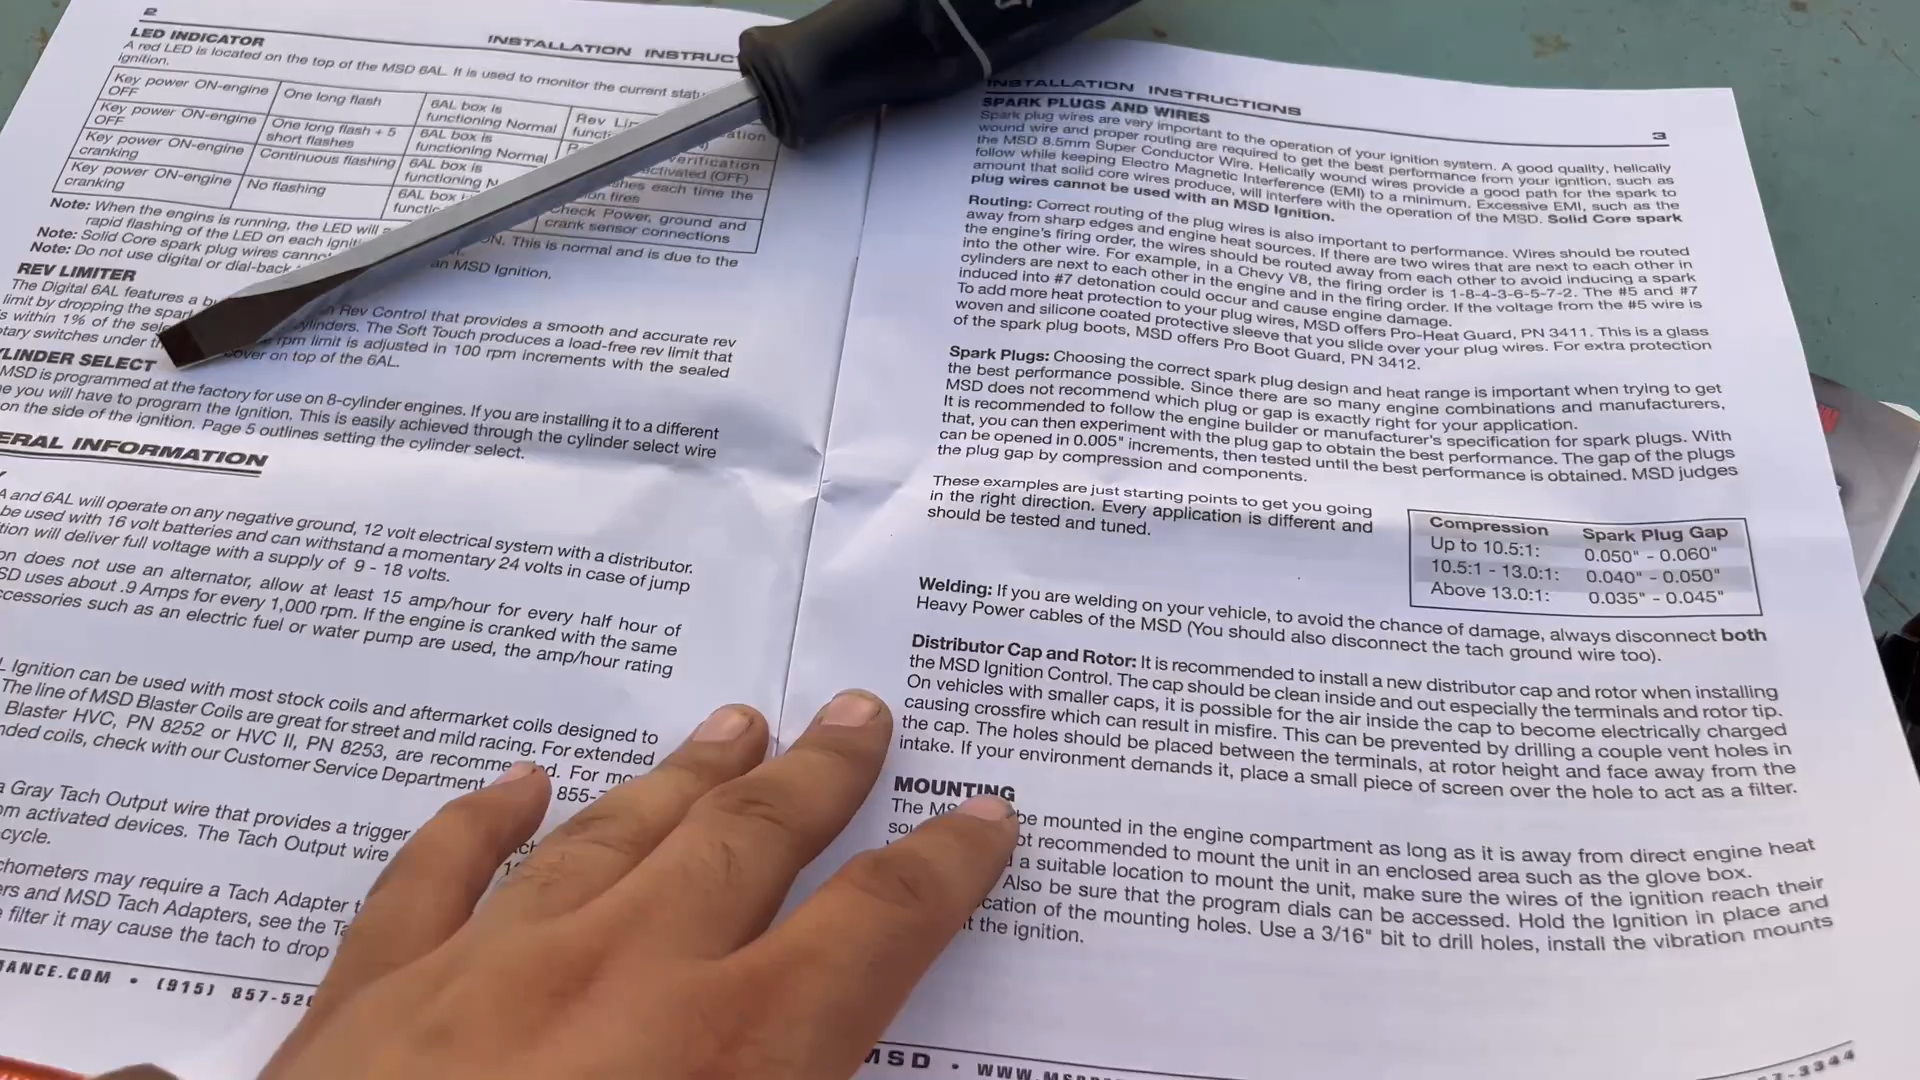 2
INSTALLATION INSTRUC
LED INDICATOR
A red LED is located on the top of the MSD 6AL. It is used to monitor the current
ignition.
Key power ON-engine OFF One long flash 6AL box is functioning Normal Rev
Key power ON-engine OFF One long flash + 5 short flashes 6AL box is functioning Normal verification
Key power ON-engine cranking Continuous flashing 6AL box is each time the fires
Key power ON-engine cranking No flashing 6AL box Check Power, ground and crank sensor connections
Note: When the engine is running, the LED will ON. This is normal and is due to the
rapid flashing of the LED on each
Note: Solid Core spark plug wires an MSD Ignition.
Note: Do not use digital or dial-back
REV LIMITER
The Digital 6AL features a Rev Control that provides a smooth and accurate rev
limit by dropping the spark cylinders. The Soft Touch produces a load-free rev limit that
is within 1% of the rpm limit is adjusted in 100 rpm increments with the sealed
tary switches under cover on top of the 6AL.
YLINDER SELECT
MSD is programmed at the factory for use on 8-cylinder engines. If you are installing it to a different
e you will have to program the Ignition. This is easily achieved through the cylinder select wire
on the side of the ignition. Page 5 outlines setting the cylinder select.
ERAL INFORMATION
A and 6AL will operate on any negative ground, 12 volt electrical system with a distributor.
be used with 16 volt batteries and can withstand a momentary 24 volts in case of jump
tion will deliver full voltage with a supply of 9 - 18 volts.
on does not use an alternator, allow at least 15 amp/hour for every half hour of
SD uses about .9 Amps for every 1,000 rpm. If the engine is cranked with the same
ccessories such as an electric fuel or water pump are used, the amp/hour rating
L Ignition can be used with most stock coils and aftermarket coils designed to
The line of MSD Blaster Coils are great for street and mild racing. For extended
Blaster HVC, PN 8252 or HVC II, PN 8253, are recommended. For
nded coils, check with our Customer Service Department 855-7
a Gray Tach Output wire that provides a trigger
om activated devices. The Tach Output wire
cycle.
chometers may require a Tach Adapter
ers and MSD Tach Adapters, see the
filter it may cause the tach to drop
MANCE.COM • (915) 857-520
INSTALLATION INSTRUCTIONS
3
SPARK PLUGS AND WIRES
Spark plug wires are very important to the operation of your ignition system. A good quality, helically
wound wire and proper routing are required to get the best performance from your ignition, such as
the MSD 8.5mm Super Conductor Wire. Helically wound wires provide a good path for the spark to
follow while keeping Electro Magnetic Interference (EMI) to a minimum. Excessive EMI, such as the
amount that solid core wires produce, will interfere with the operation of the MSD. Solid Core spark
plug wires cannot be used with an MSD Ignition.
Routing: Correct routing of the plug wires is also important to performance. Wires should be routed
away from sharp edges and engine heat sources. If there are two wires that are next to each other in
the engine's firing order, the wires should be routed away from each other to avoid inducing a spark
into the other wire. For example, in a Chevy V8, the firing order is 1-8-4-3-6-5-7-2. The #5 and #7
cylinders are next to each other in the engine and in the firing order. If the voltage from the #5 wire is
induced into #7 detonation could occur and cause engine damage.
To add more heat protection to your plug wires, MSD offers Pro-Heat Guard, PN 3411. This is a glass
woven and silicone coated protective sleeve that you slide over your plug wires. For extra protection
of the spark plug boots, MSD offers Pro Boot Guard, PN 3412.
Spark Plugs: Choosing the correct spark plug design and heat range is important when trying to get
the best performance possible. Since there are so many engine combinations and manufacturers,
MSD does not recommend which plug or gap is exactly right for your application.
It is recommended to follow the engine builder or manufacturer's specification for spark plugs. With
that, you can then experiment with the plug gap to obtain the best performance. The gap of the plugs
can be opened in 0.005" increments, then tested until the best performance is obtained. MSD judges
the plug gap by compression and components.
These examples are just starting points to get you going
in the right direction. Every application is different and
should be tested and tuned.
Compression Spark Plug Gap
Up to 10.5:1: 0.050" - 0.060"
10.5:1 - 13.0:1: 0.040" - 0.050"
Above 13.0:1: 0.035" - 0.045"
Welding: If you are welding on your vehicle, to avoid the chance of damage, always disconnect both
Heavy Power cables of the MSD (You should also disconnect the tach ground wire too).
Distributor Cap and Rotor: It is recommended to install a new distributor cap and rotor when installing
the MSD Ignition Control. The cap should be clean inside and out especially the terminals and rotor tip.
On vehicles with smaller caps, it is possible for the air inside the cap to become electrically charged
causing crossfire which can result in misfire. This can be prevented by drilling a couple vent holes in
the cap. The holes should be placed between the terminals, at rotor height and face away from the
intake. If your environment demands it, place a small piece of screen over the hole to act as a filter.
MOUNTING
The be mounted in the engine compartment as long as it is away from direct engine heat
recommended to mount the unit in an enclosed area such as the glove box.
a suitable location to mount the unit, make sure the wires of the ignition reach their
Also be sure that the program dials can be accessed. Hold the Ignition in place and
cation of the mounting holes. Use a 3/16" bit to drill holes, install the vibration mounts
the ignition.
MSD • WWW.
7-3344